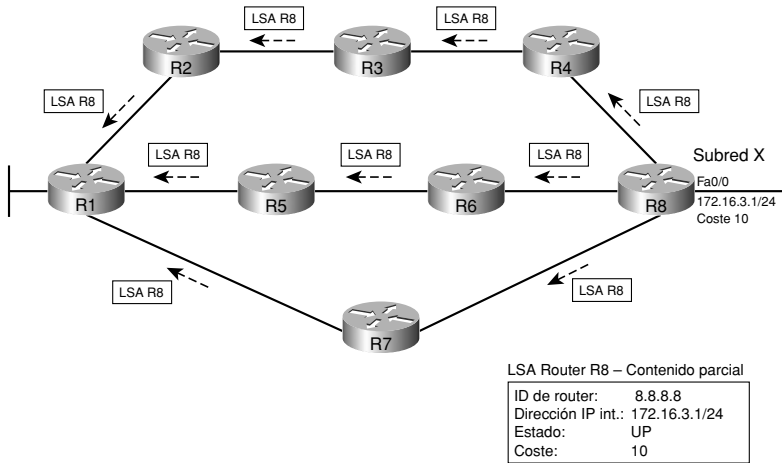 LSA R8
LSA R8
R2
R3
R4
LSA R8
LSA R8
LSA R8
LSA R8
LSA R8
Subred X
R1
R5
R6
R8
Fa0/0
172.16.3.1/24
Coste 10
LSA R8
LSA R8
R7
LSA Router R8 – Contenido parcial
ID de router: 8.8.8.8
Dirección IP int.: 172.16.3.1/24
Estado: UP
Coste: 10